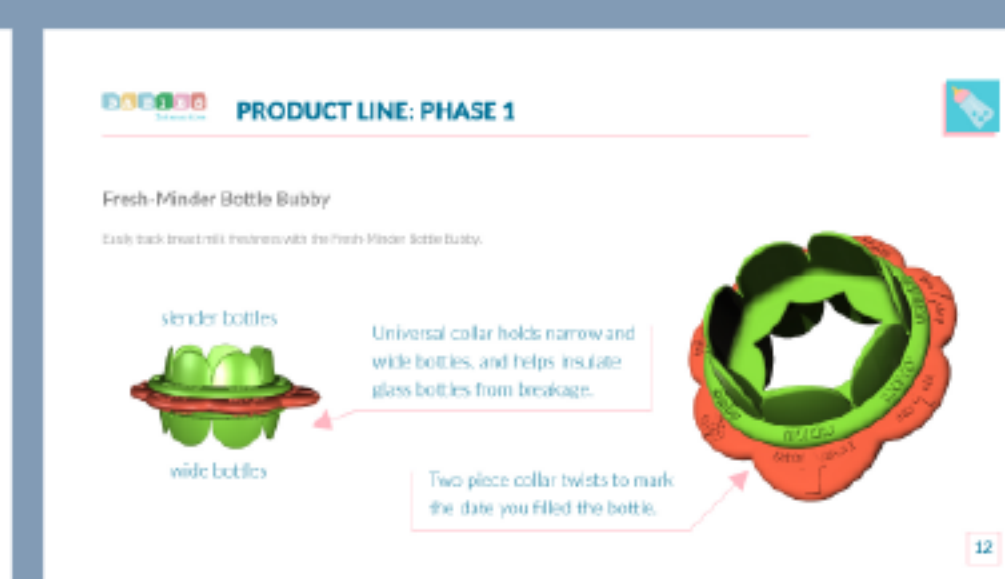 PRODUCT LINE: PHASE 1
Fresh-Minder Bottle Bubby
Easily track breast milk freshness with the Fresh-Minder Bottle Bubby.
slender bottles
Universal collar holds narrow and
wide bottles, and helps insulate
glass bottles from breakage.
wide bottles
Two piece collar twists to mark
the date you filled the bottle.
12